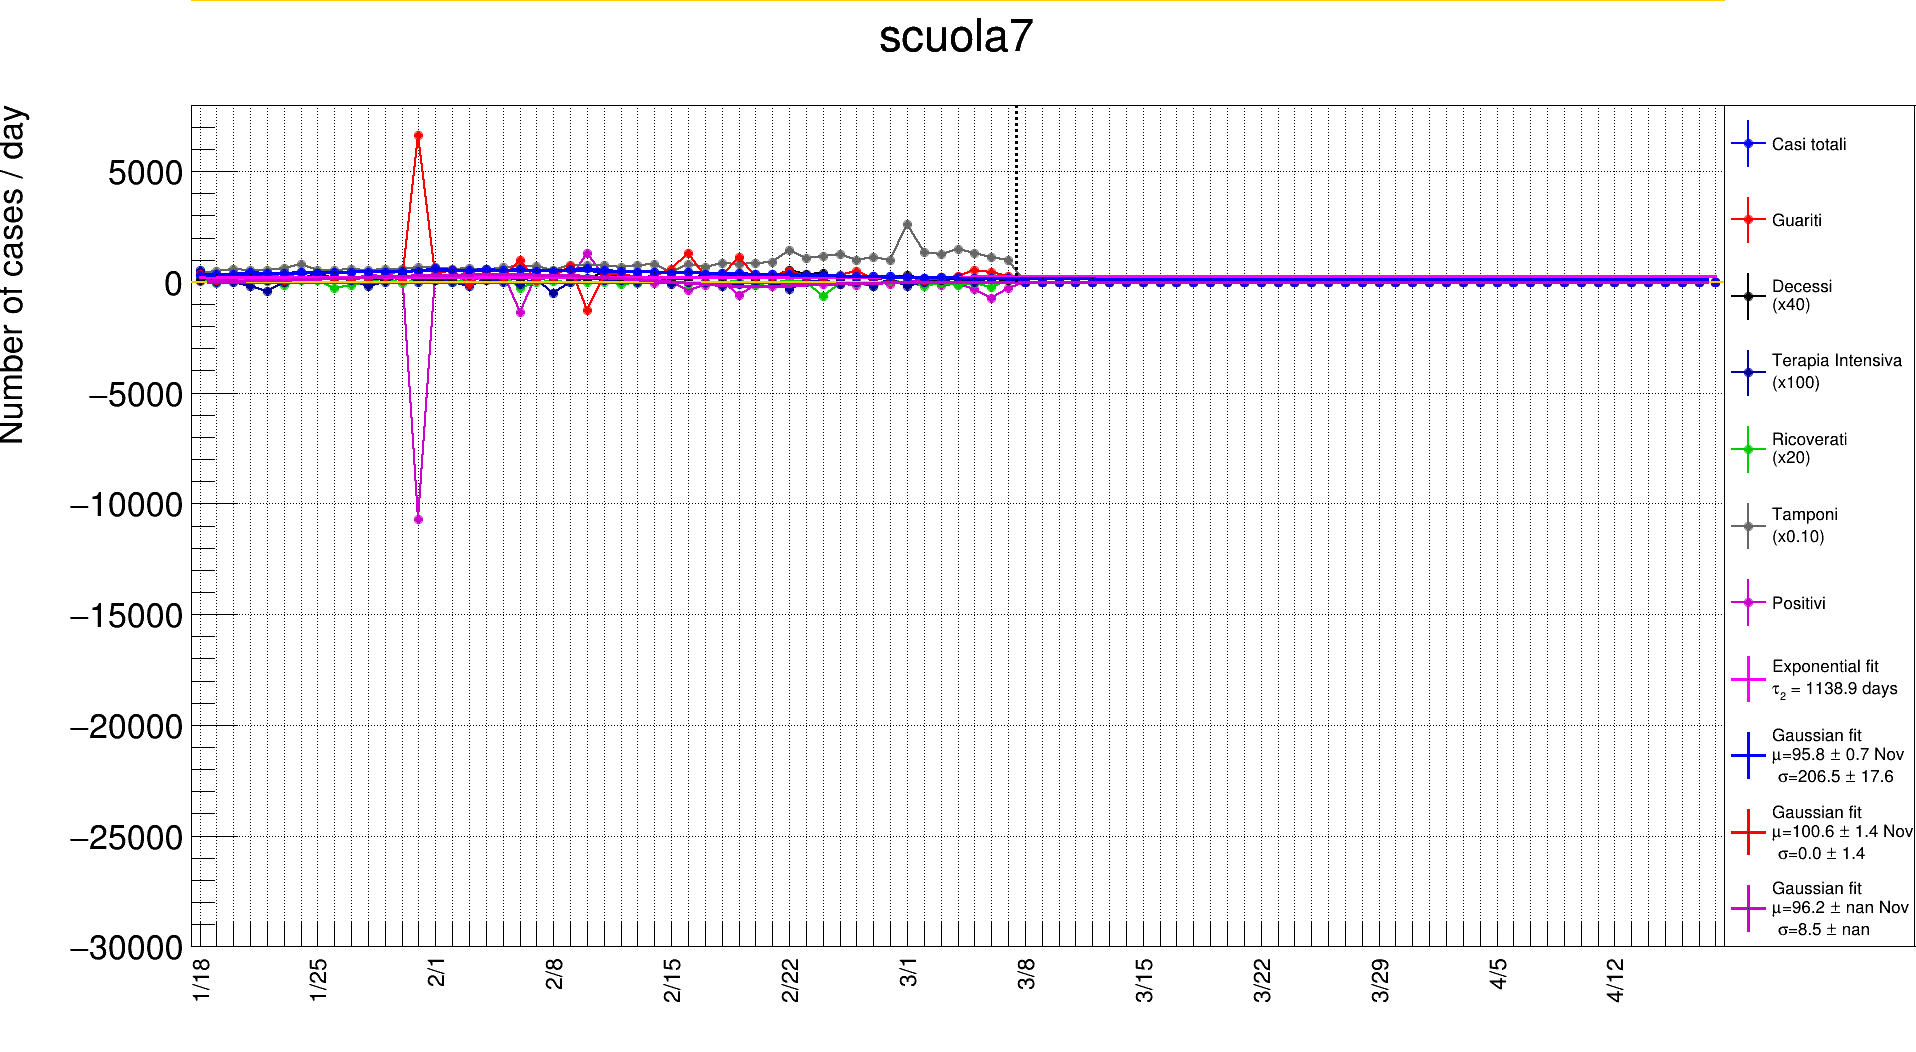 scuola7
Number of cases / day
5000
0
−5000
−10000
−15000
−20000
−25000
−30000
1/18
1/25
2/1
2/8
2/15
2/22
3/1
3/8
3/15
3/22
3/29
4/5
4/12
Casi totali
Guariti
Decessi
(x40)
Terapia Intensiva
(x100)
Ricoverati
(x20)
Tamponi
(x0.10)
Positivi
Exponential fit
τ2 = 1138.9 days
Gaussian fit
μ=95.8 ± 0.7 Nov
σ=206.5 ± 17.6
Gaussian fit
μ=100.6 ± 1.4 Nov
σ=0.0 ± 1.4
Gaussian fit
μ=96.2 ± nan Nov
σ=8.5 ± nan